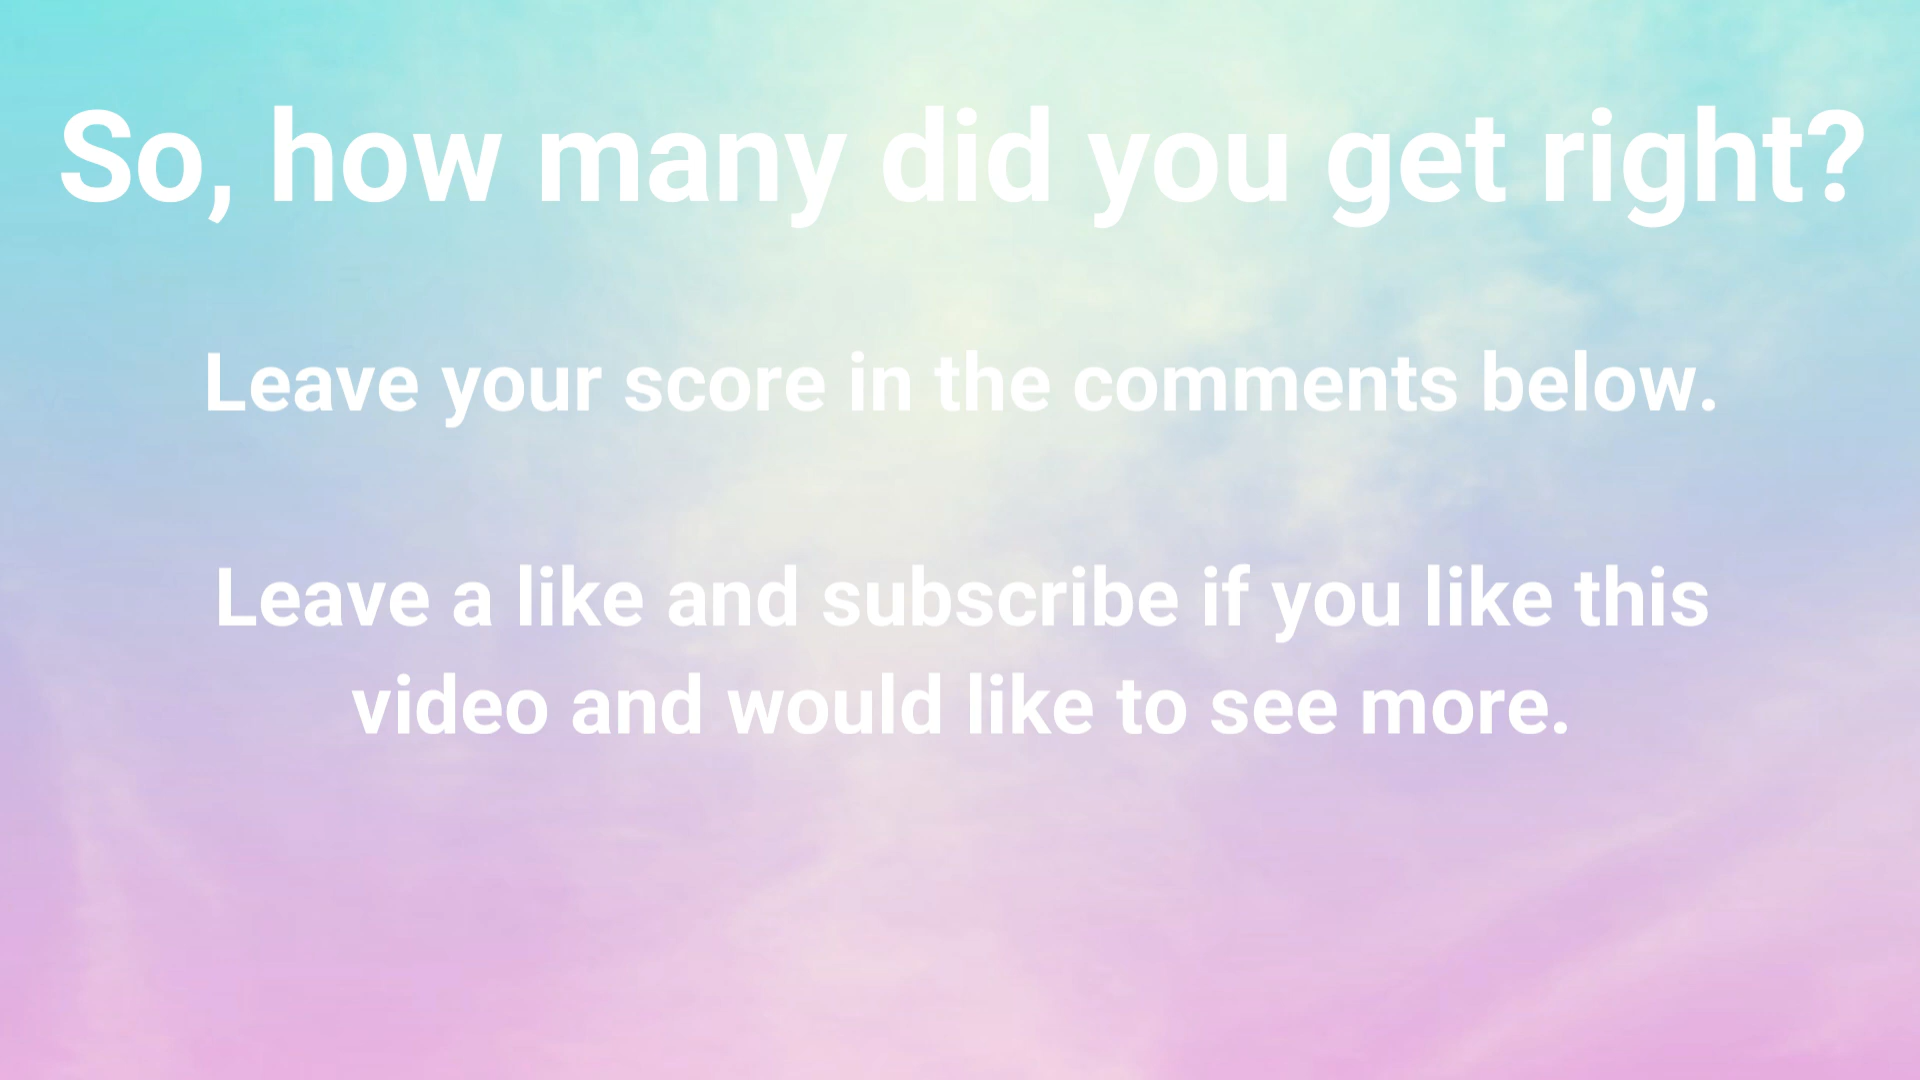 So, how many did you get right?
Leave your score in the comments below.
Leave a like and subscribe if you like this
video and would like to see more.